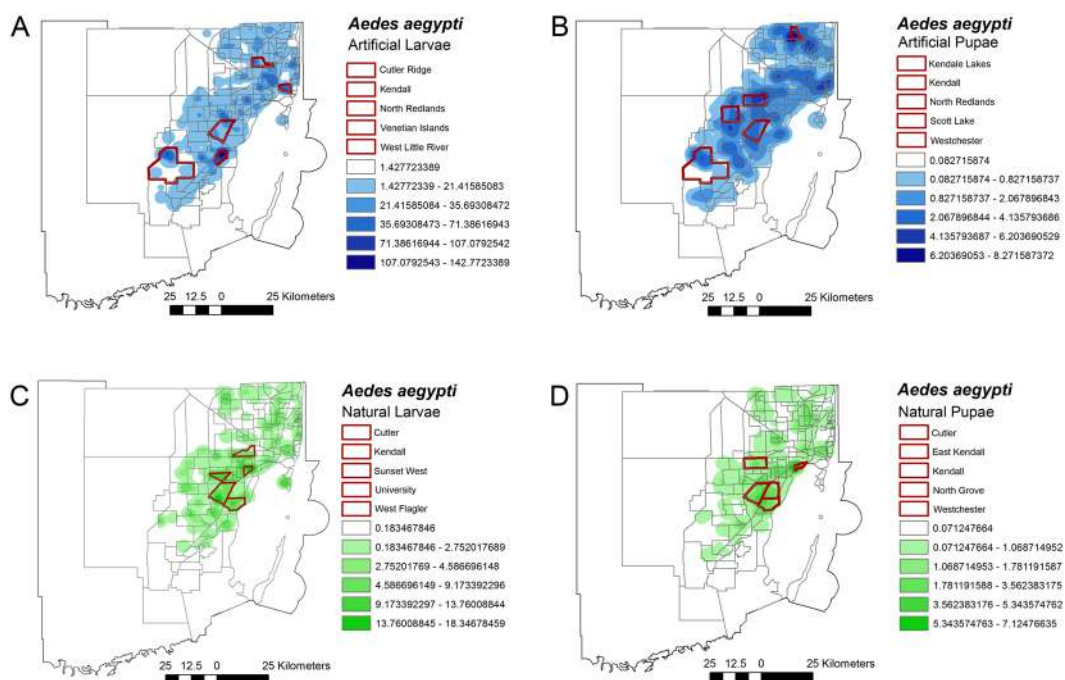 A
Aedes aegypti
Artificial Larvae
Cutler Ridge
Kendall
North Redlands
Venetian Islands
West Little River
1.427723389
1.42772339 - 21.41585083
21.41585084 - 35.69308472
35.69308473 - 71.38616943
71.38616944 - 107.0792542
107.0792543 - 142.7723389
25 12.5 0 25 Kilometers
B
Aedes aegypti
Artificial Pupae
Kendale Lakes
Kendall
North Redlands
Scott Lake
Westchester
0.082715874
0.082715874 - 0.827158737
0.827158737 - 2.067896843
2.067896844 - 4.135793686
4.135793687 - 6.203690529
6.20369053 - 8.271587372
25 12.5 0 25 Kilometers
C
Aedes aegypti
Natural Larvae
Cutler
Kendall
Sunset West
University
West Flagler
0.183467846
0.183467846 - 2.752017689
2.75201769 - 4.586696148
4.586696149 - 9.173392296
9.173392297 - 13.76008844
13.76008845 - 18.34678459
25 12.5 0 25 Kilometers
D
Aedes aegypti
Natural Pupae
Cutler
East Kendall
Kendall
North Grove
Westchester
0.071247664
0.071247664 - 1.068714952
1.068714953 - 1.781191587
1.781191588 - 3.562383175
3.562383176 - 5.343574762
5.343574763 - 7.12476635
25 12.5 0 25 Kilometers